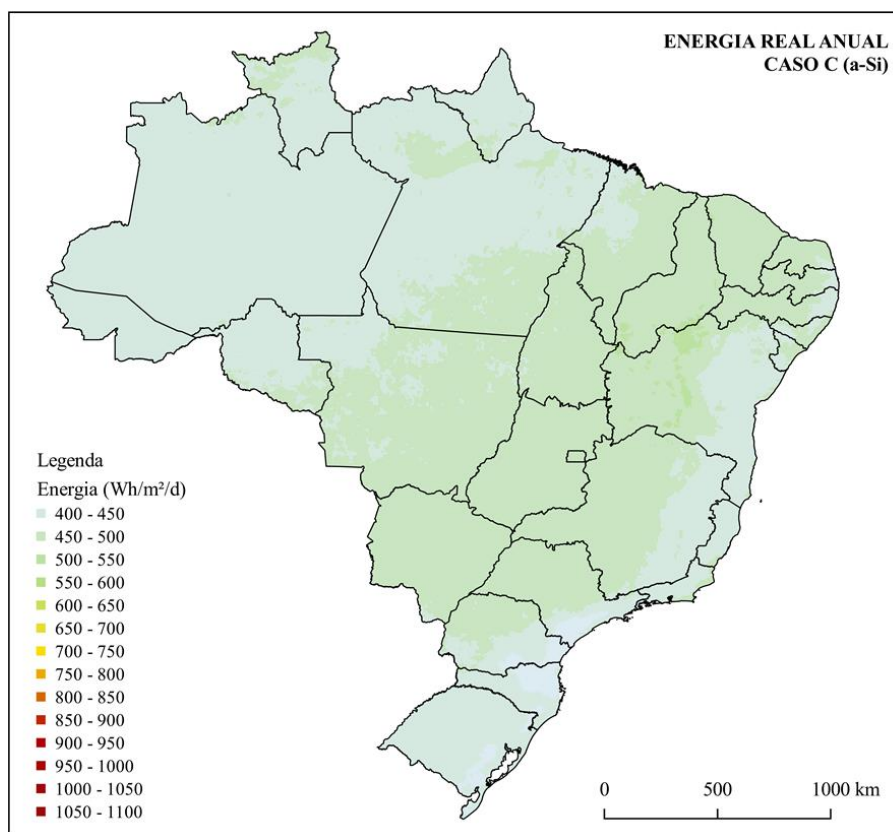 ENERGIA REAL ANUAL
CASO C (a-Si)
Legenda
Energia (Wh/m²/d)
400 - 450
450 - 500
500 - 550
550 - 600
600 - 650
650 - 700
700 - 750
750 - 800
800 - 850
850 - 900
900 - 950
950 - 1000
1000 - 1050
1050 - 1100
0 500 1000 km